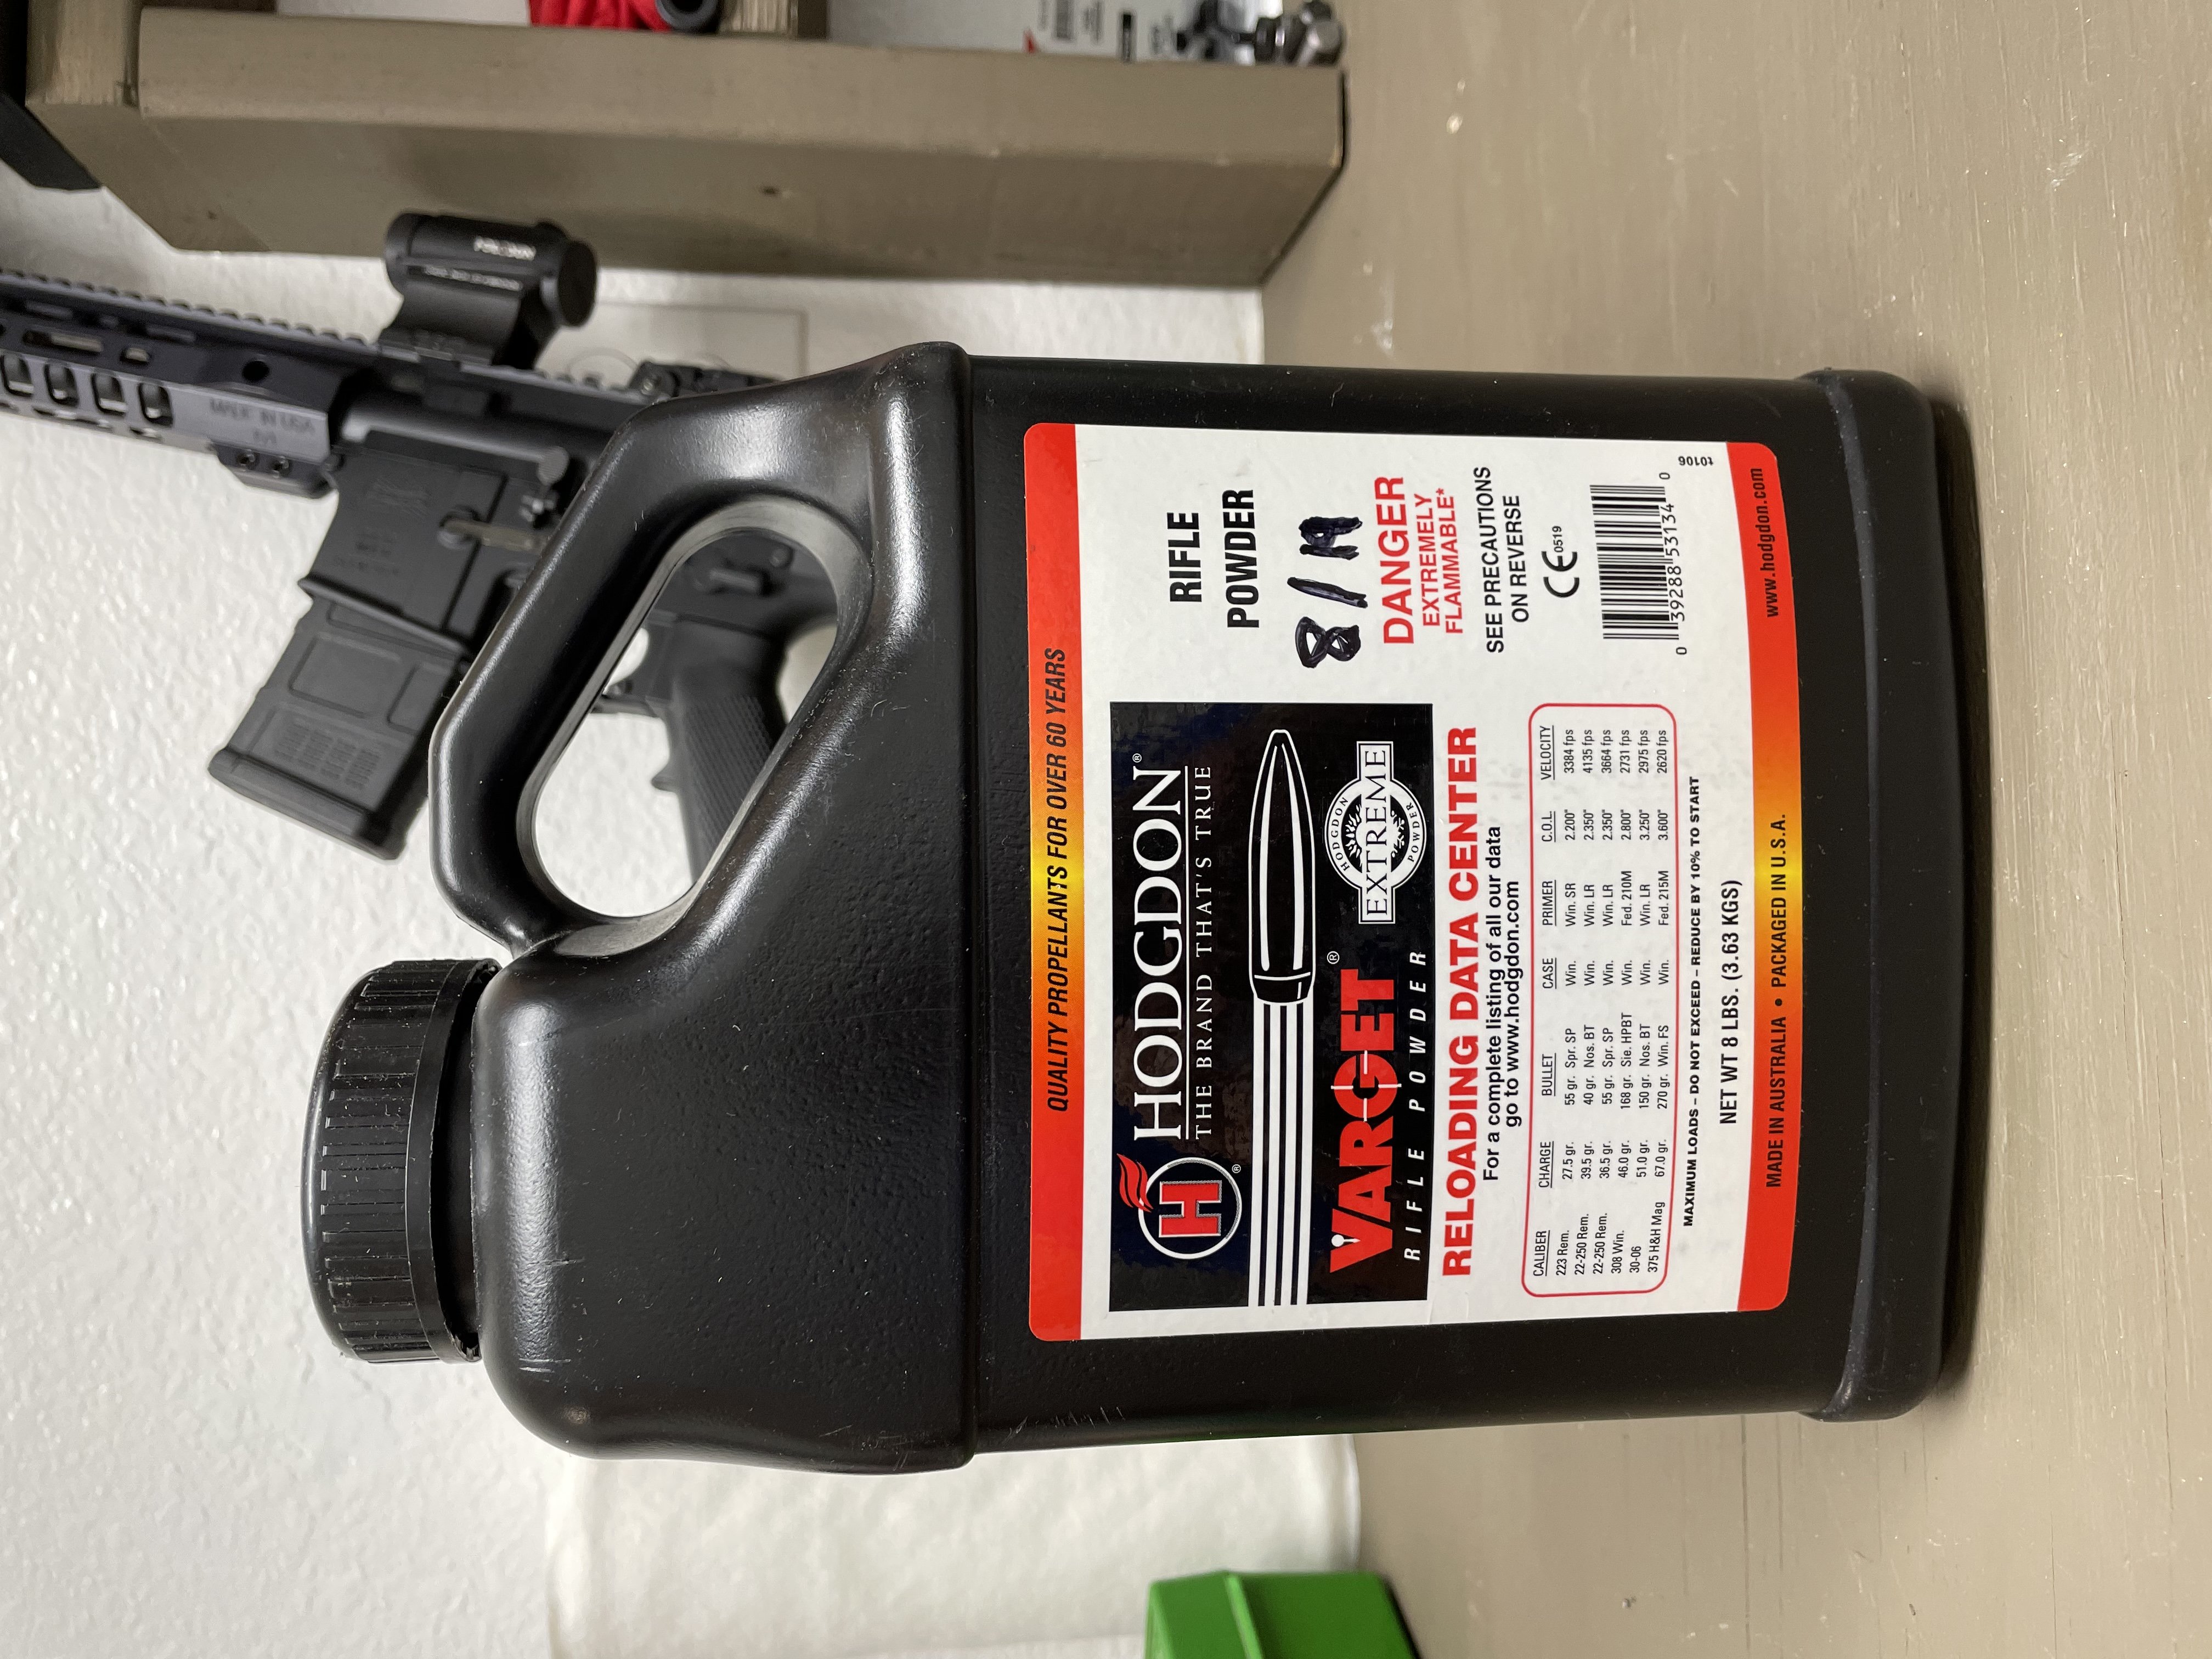 QUALITY PROPELLANTS FOR OVER 60 YEARS
H®
HODGDON®
THE BRAND THAT'S TRUE
VARGET®
RIFLE POWDER
HODGDON
EXTREME
POWDER
RIFLE
POWDER
8/19
DANGER
EXTREMELY
FLAMMABLE*
SEE PRECAUTIONS
ON REVERSE
CE 0519
0 39288 53134 0
t0106
RELOADING DATA CENTER
For a complete listing of all our data
go to www.hodgdon.com
CALIBER CHARGE BULLET CASE PRIMER C.O.L VELOCITY
223 Rem. 27.5 gr. 55 gr. Spr. SP Win. Win. SR 2.200" 3384 fps
22-250 Rem. 39.5 gr. 40 gr. Nos. BT Win. Win. LR 2.350" 4135 fps
22-250 Rem. 36.5 gr. 55 gr. Spr. SP Win. Win. LR 2.350" 3664 fps
308 Win. 46.0 gr. 168 gr. Sie. HPBT Win. Fed. 210M 2.800" 2731 fps
30-06 51.0 gr. 150 gr. Nos. BT Win. Win. LR 3.250" 2975 fps
375 H&H Mag 67.0 gr. 270 gr. Win. FS Win. Fed. 215M 3.600" 2620 fps
MAXIMUM LOADS – DO NOT EXCEED – REDUCE BY 10% TO START
NET WT 8 LBS. (3.63 KGS)
MADE IN AUSTRALIA • PACKAGED IN U.S.A.
www.hodgdon.com
MADE IN USA